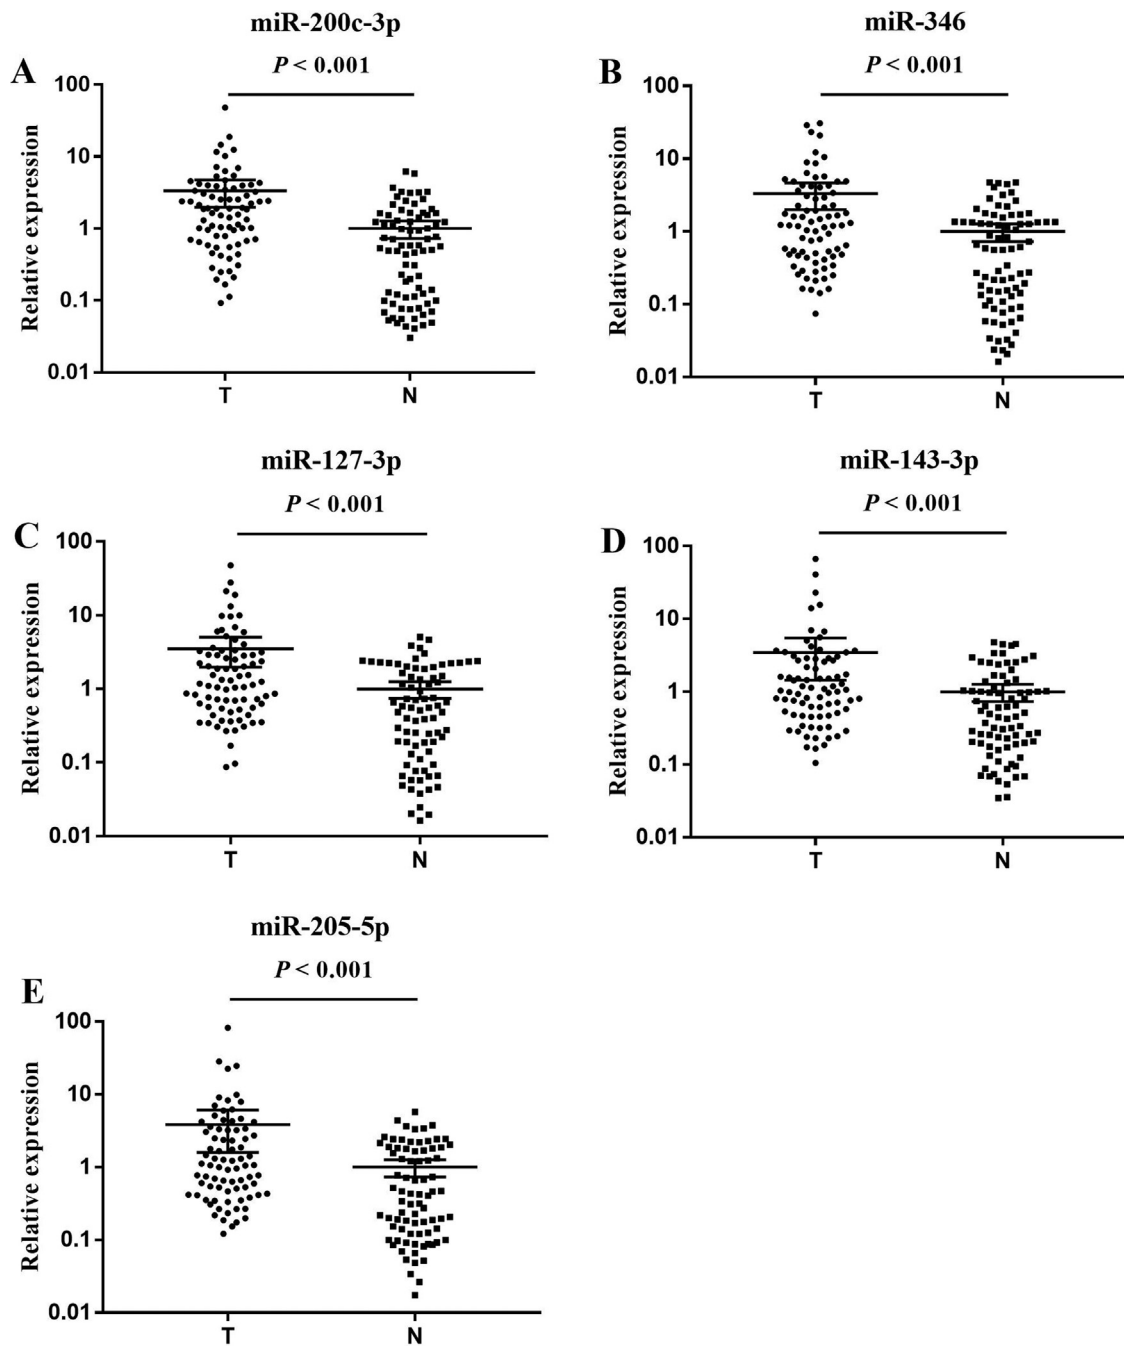 miR-200c-3p
P < 0.001
A
Relative expression
100
10
1
0.1
0.01
T
N
miR-346
P < 0.001
B
Relative expression
100
10
1
0.1
0.01
T
N
miR-127-3p
P < 0.001
C
Relative expression
100
10
1
0.1
0.01
T
N
miR-143-3p
P < 0.001
D
Relative expression
100
10
1
0.1
0.01
T
N
miR-205-5p
P < 0.001
E
Relative expression
100
10
1
0.1
0.01
T
N